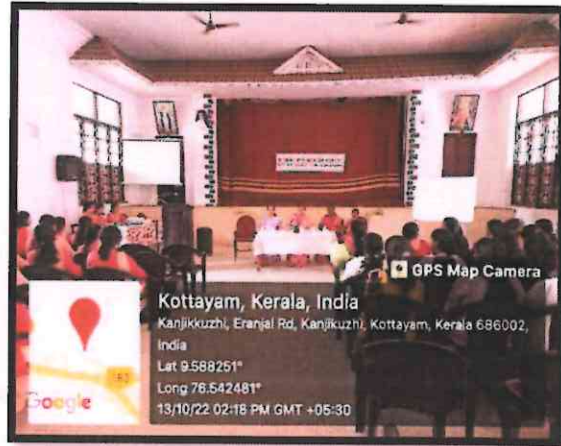 GPS Map Camera
Kottayam, Kerala, India
Kanjikkuzhi, Eranjal Rd, Kanjikuzhi, Kottayam, Kerala 686002,
India
Lat 9.588251°
Long 76.542481°
13/10/22 02:18 PM GMT +05:30
Google